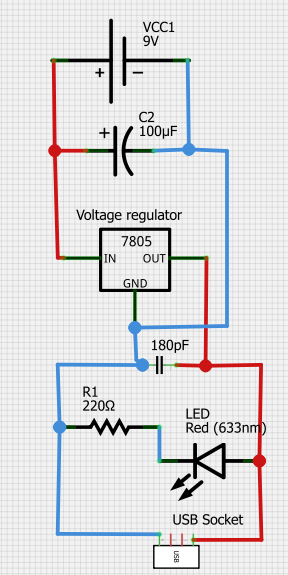 VCC1
9V
+ −
C2
100µF
+
Voltage regulator
7805
IN OUT
GND
180pF
R1
220Ω
LED
Red (633nm)
USB Socket
USB